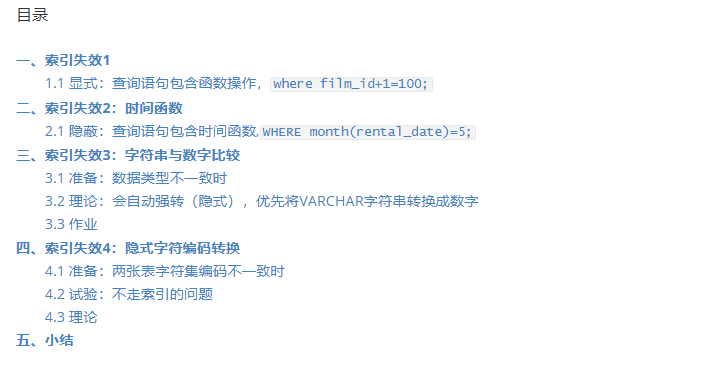 目录
一、索引失效1
1.1 显式：查询语句包含函数操作，where film_id+1=100;
二、索引失效2：时间函数
2.1 隐蔽：查询语句包含时间函数,WHERE month(rental_date)=5;
三、索引失效3：字符串与数字比较
3.1 准备：数据类型不一致时
3.2 理论：会自动强转（隐式），优先将VARCHAR字符串转换成数字
3.3 作业
四、索引失效4：隐式字符编码转换
4.1 准备：两张表字符集编码不一致时
4.2 试验：不走索引的问题
4.3 理论
五、小结